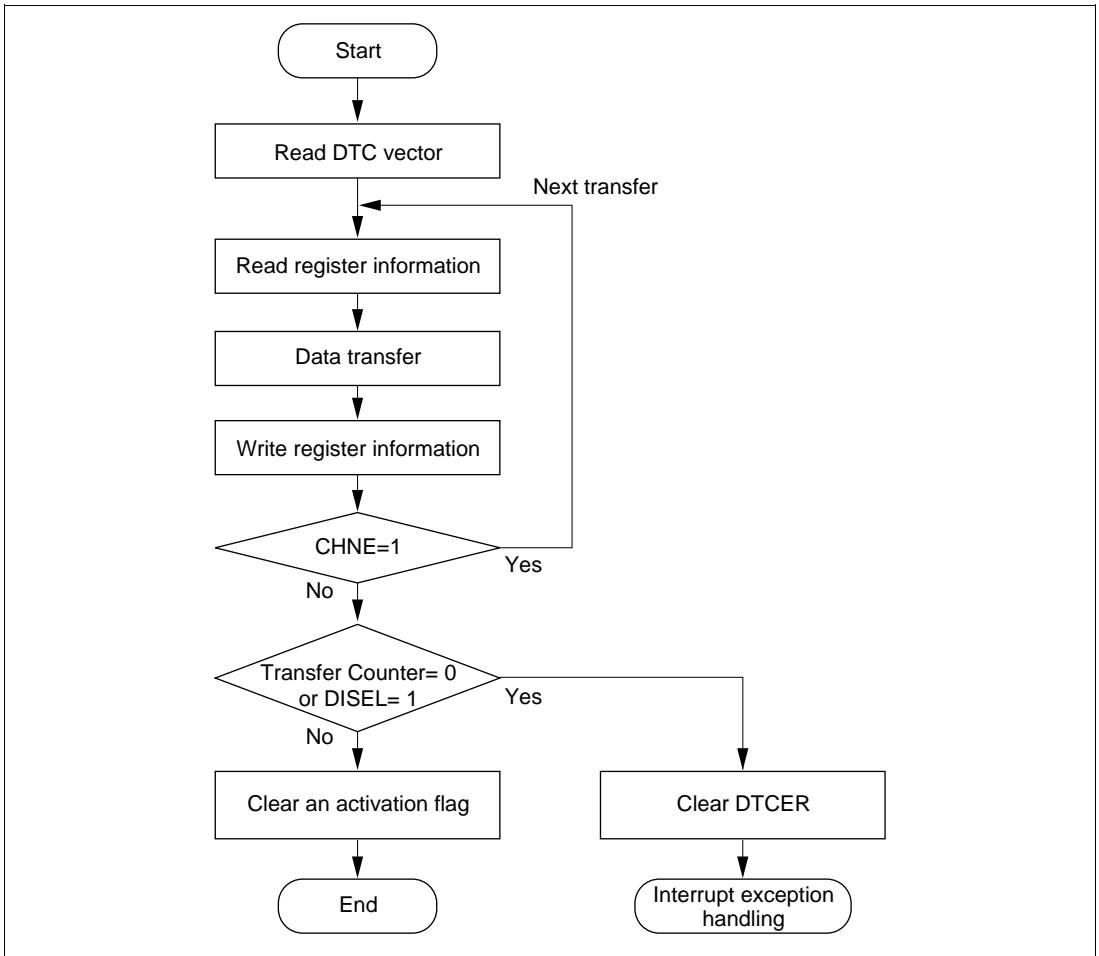 Start
Read DTC vector
Next transfer
Read register information
Data transfer
Write register information
CHNE=1
Yes
No
Transfer Counter= 0
or DISEL= 1
Yes
No
Clear an activation flag
Clear DTCER
End
Interrupt exception
handling